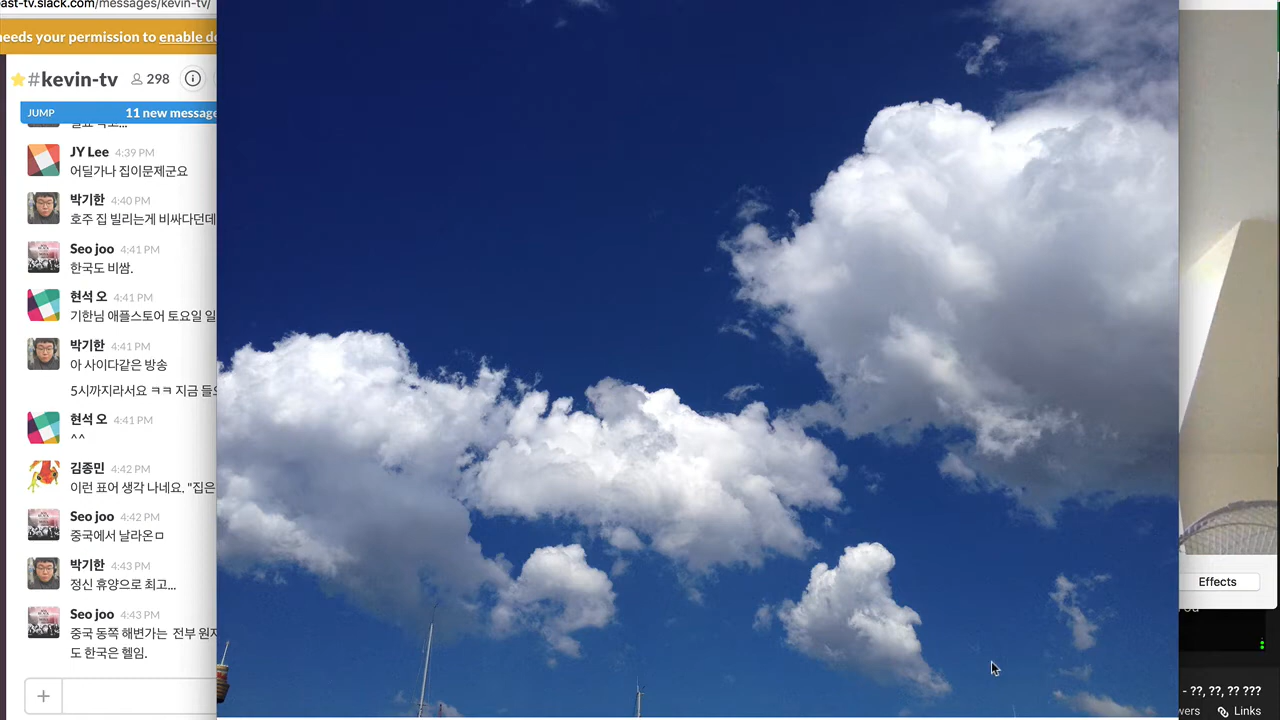 east-tv.slack.com/messages/kevin-tv/
needs your permission to enable de
#kevin-tv 298
JUMP 11 new message
JY Lee 4:39 PM
어딜가나 집이문제군요
박기한 4:40 PM
호주 집 빌리는게 비싸다던데
Seo joo 4:41 PM
한국도 비쌈.
현석 오 4:41 PM
기한님 애플스토어 토요일 일
박기한 4:41 PM
아 사이다같은 방송
5시까지라서요 ㅋㅋ 지금 들으
현석 오 4:41 PM
^^
김종민 4:42 PM
이런 표어 생각 나네요. "집은
Seo joo 4:42 PM
중국에서 날라온ㅁ
박기한 4:43 PM
정신 휴양으로 최고...
Seo joo 4:43 PM
중국 동쪽 해변가는 전부 원자
도 한국은 헬임.
Effects
- ??, ??, ?? ???
wers Links